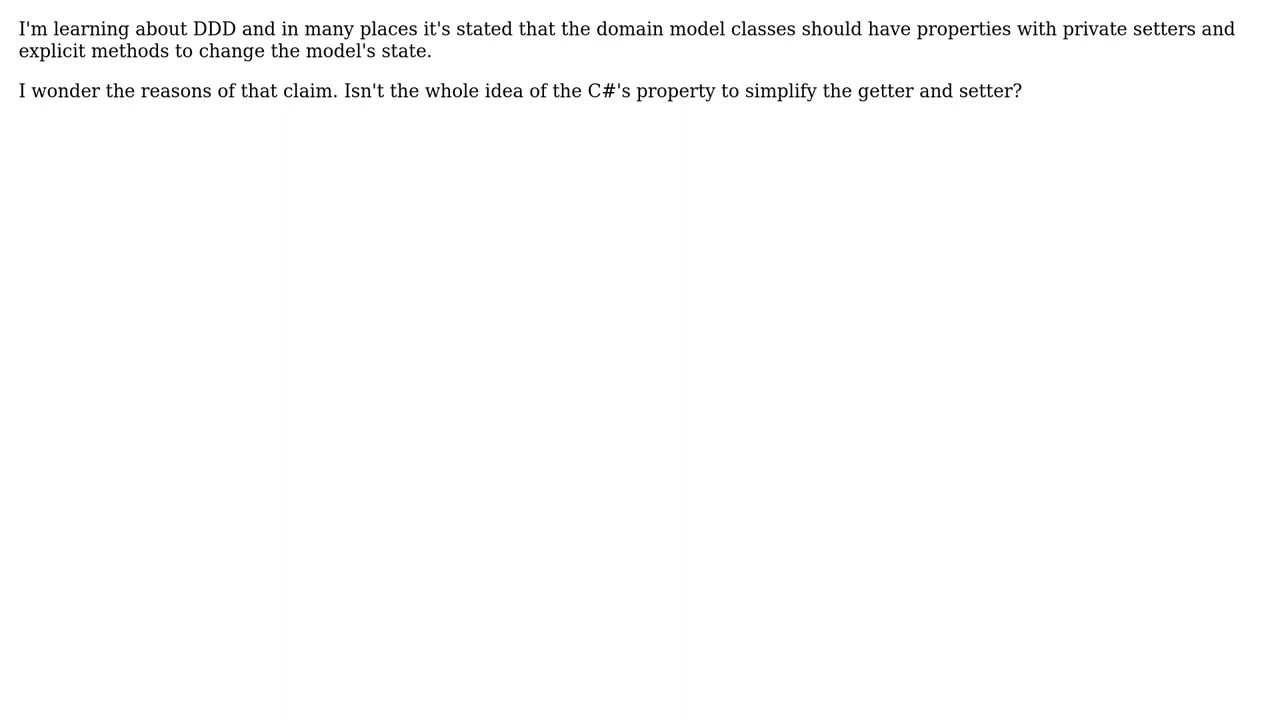 I'm learning about DDD and in many places it's stated that the domain model classes should have properties with private setters and
explicit methods to change the model's state.
I wonder the reasons of that claim. Isn't the whole idea of the C#'s property to simplify the getter and setter?